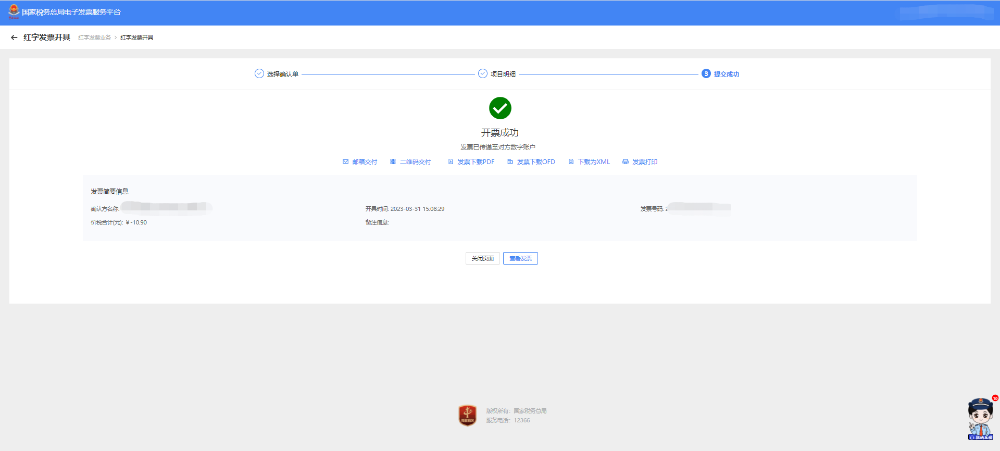 国家税务总局电子发票服务平台
红字发票开具 红字发票业务 > 红字发票开具
选择确认单 项目明细 3 提交成功
开票成功
发票已传递至对方数字账户
邮箱交付 二维码交付 发票下载PDF 发票下载OFD 下载为XML 发票打印
发票简要信息
确认方名称: 开具时间: 2023-03-31 15:08:29 发票号码: 2
价税合计(元): ¥-10.90 备注信息:
关闭页面 查看发票
版权所有: 国家税务总局
服务电话: 12366
10